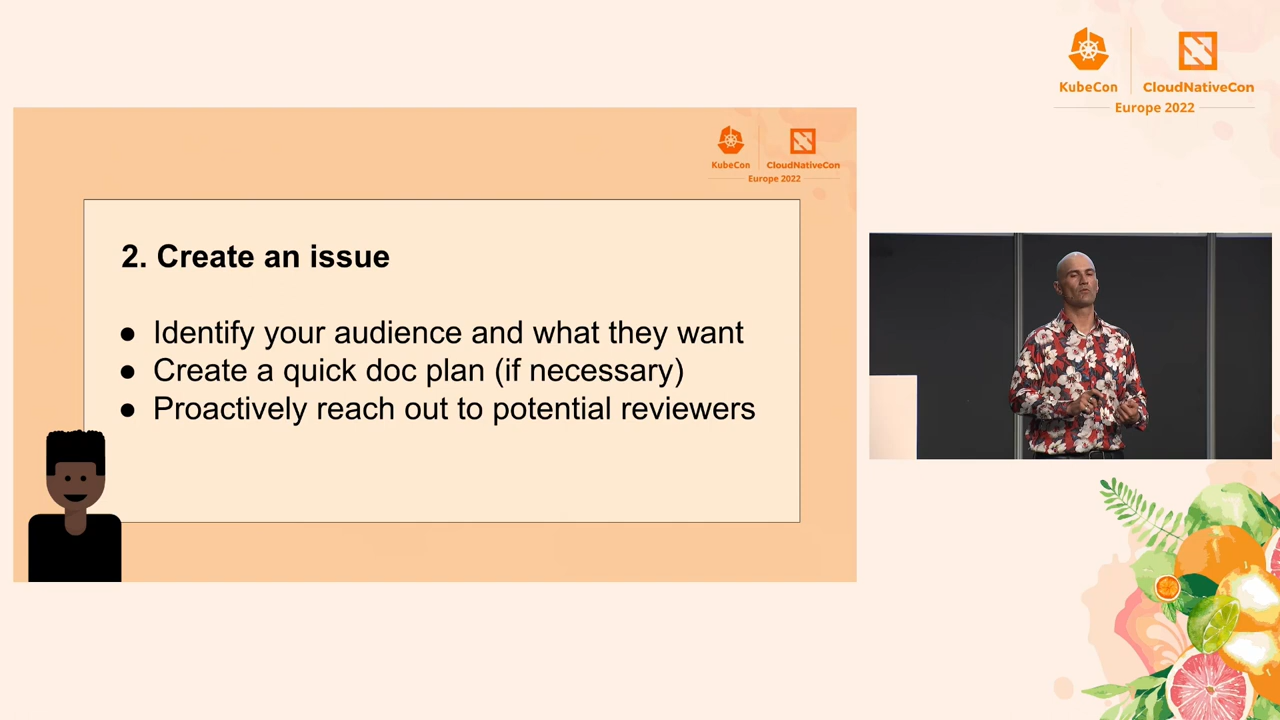 KubeCon
CloudNativeCon
Europe 2022
KubeCon
CloudNativeCon
Europe 2022
2. Create an issue
● Identify your audience and what they want
● Create a quick doc plan (if necessary)
● Proactively reach out to potential reviewers